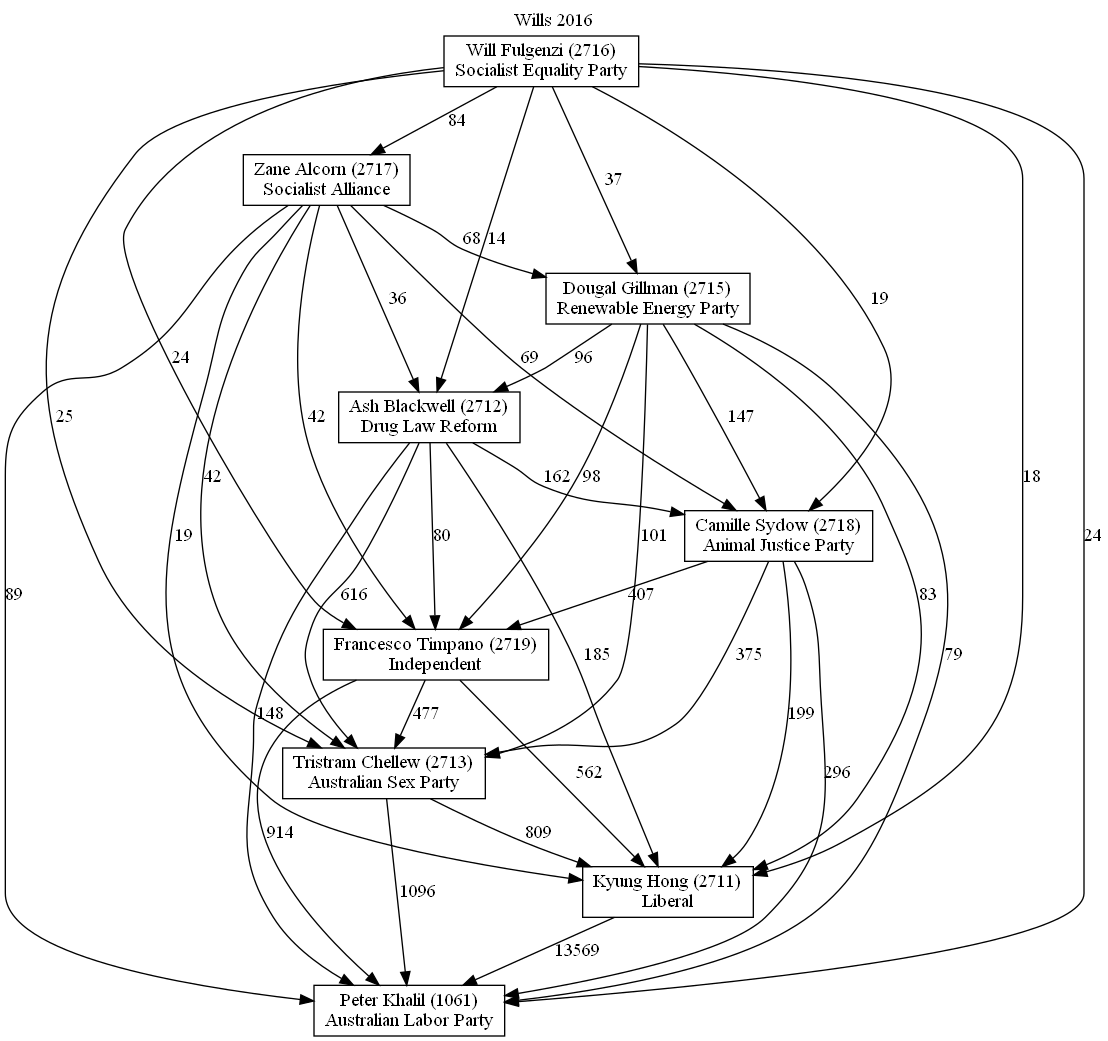 Wills 2016
Will Fulgenzi (2716)
Socialist Equality Party
84
Zane Alcorn (2717)
Socialist Alliance
37
68
14
Dougal Gillman (2715)
Renewable Energy Party
36
19
24
69
96
Ash Blackwell (2712)
Drug Law Reform
25
42
147
42
162
98
18
Camille Sydow (2718)
Animal Justice Party
19
80
101
24
89
616
407
83
Francesco Timpano (2719)
Independent
185
375
79
148
477
199
Tristram Chellew (2713)
Australian Sex Party
562
296
914
809
Kyung Hong (2711)
Liberal
1096
13569
Peter Khalil (1061)
Australian Labor Party